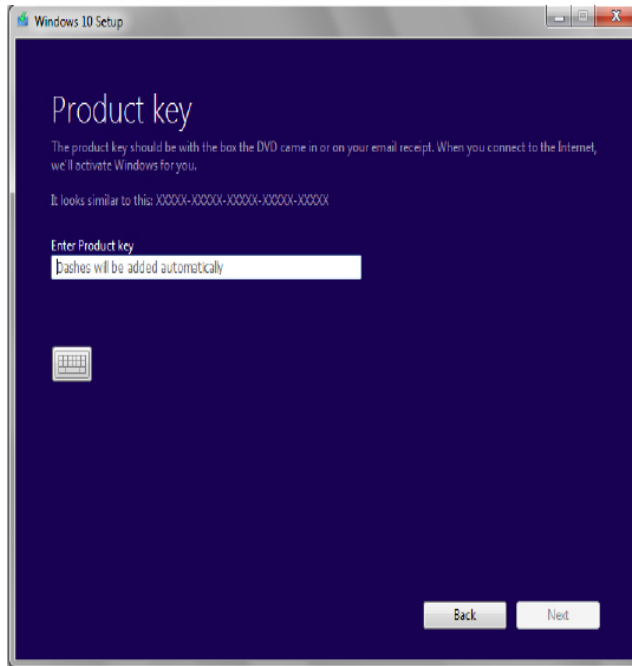 Windows 10 Setup
Product key
The product key should be with the box the DVD came in or on your email receipt. When you connect to the Internet,
we'll activate Windows for you.
It looks similar to this: XXXXX-XXXXX-XXXXX-XXXXX-XXXXX
Enter Product key
Dashes will be added automatically
Back Next